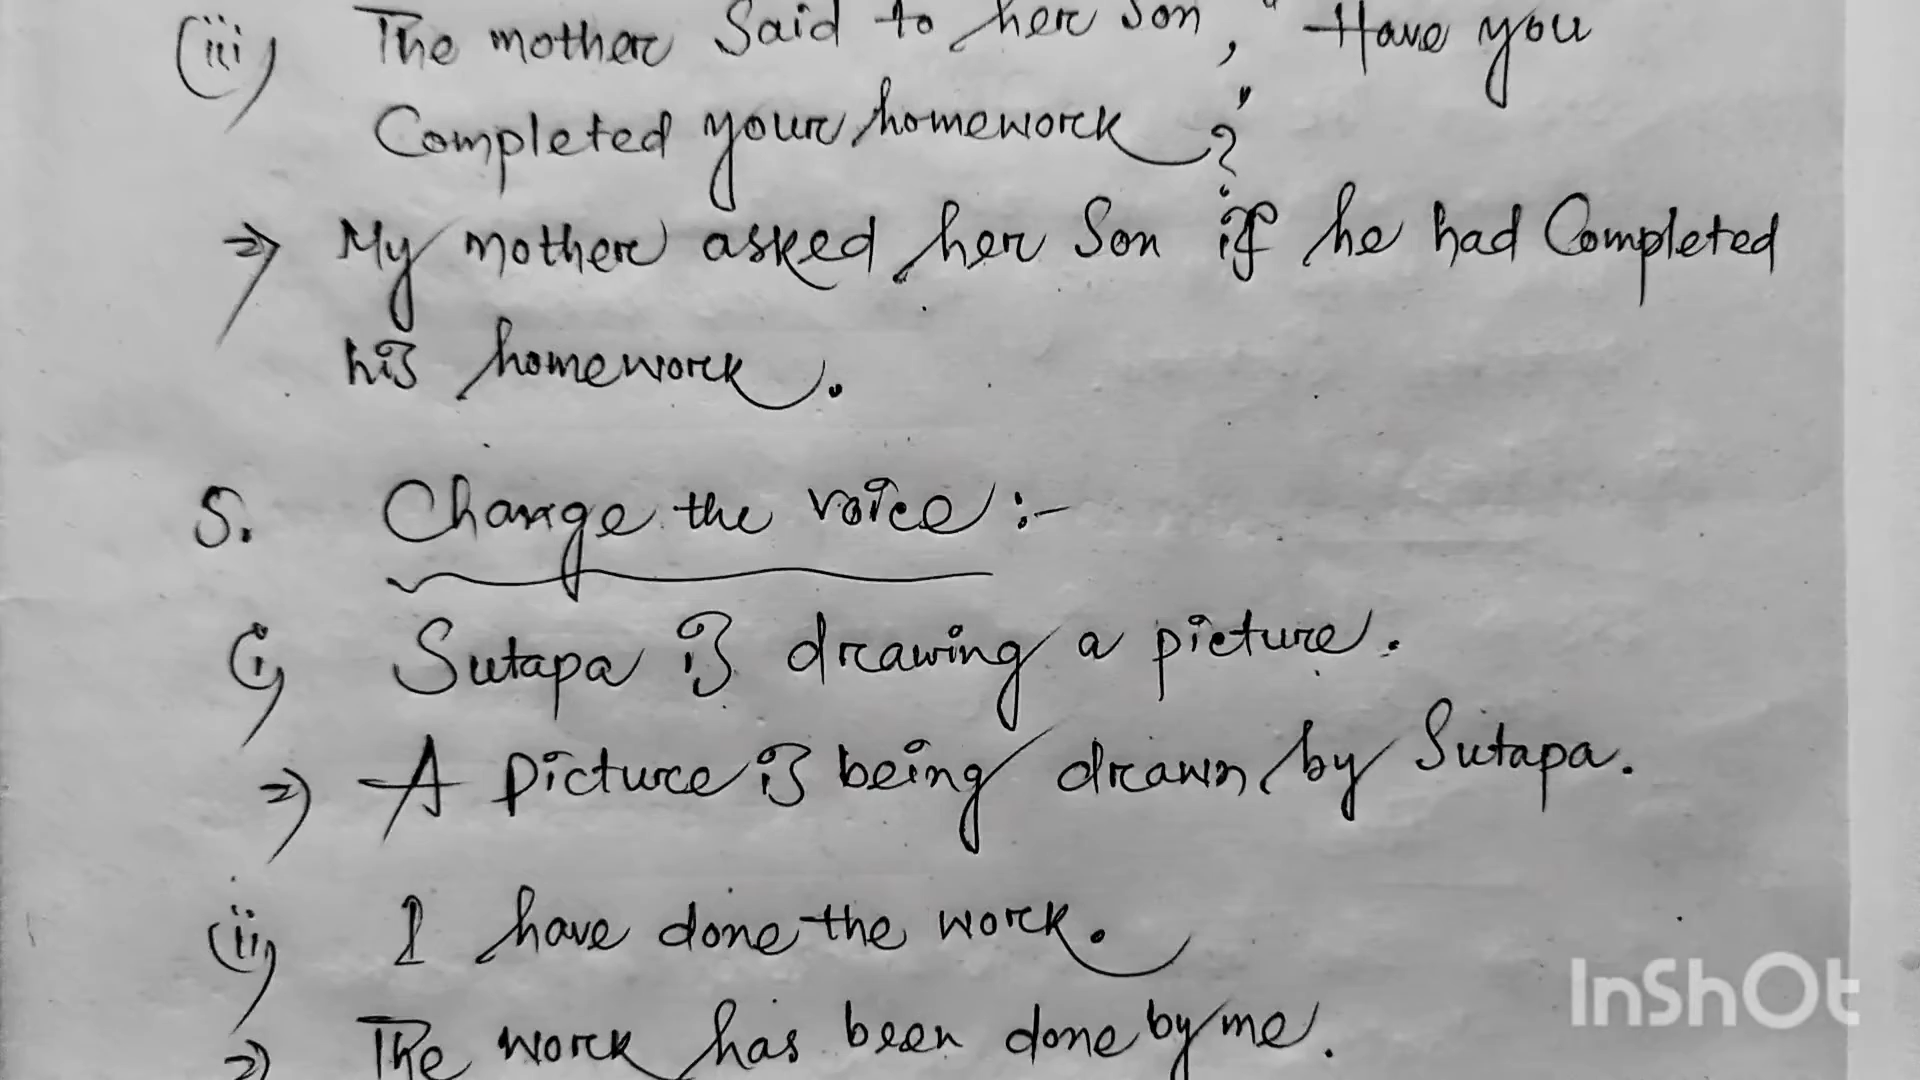 (iii) The mother Said to her son, " Have you
Completed your homework ?"
⇒ My mother asked her Son if he had Completed
his homework.
5. Change the voice :-
(i) Sutapa is drawing a picture.
⇒ A picture is being drawn by Sutapa.
(ii) I have done the work.
⇒ The work has been done by me.
InShOt